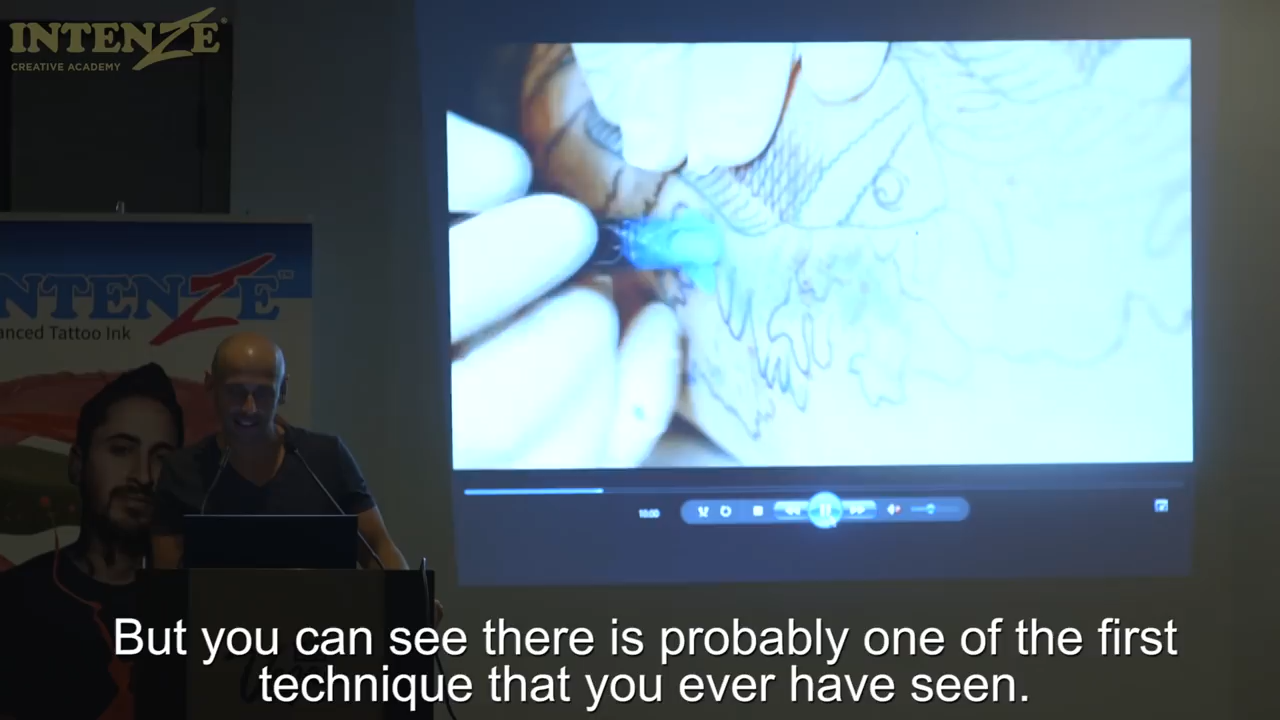 INTENZE
CREATIVE ACADEMY
NTENZE™
anced Tattoo Ink
10:00
But you can see there is probably one of the first
technique that you ever have seen.